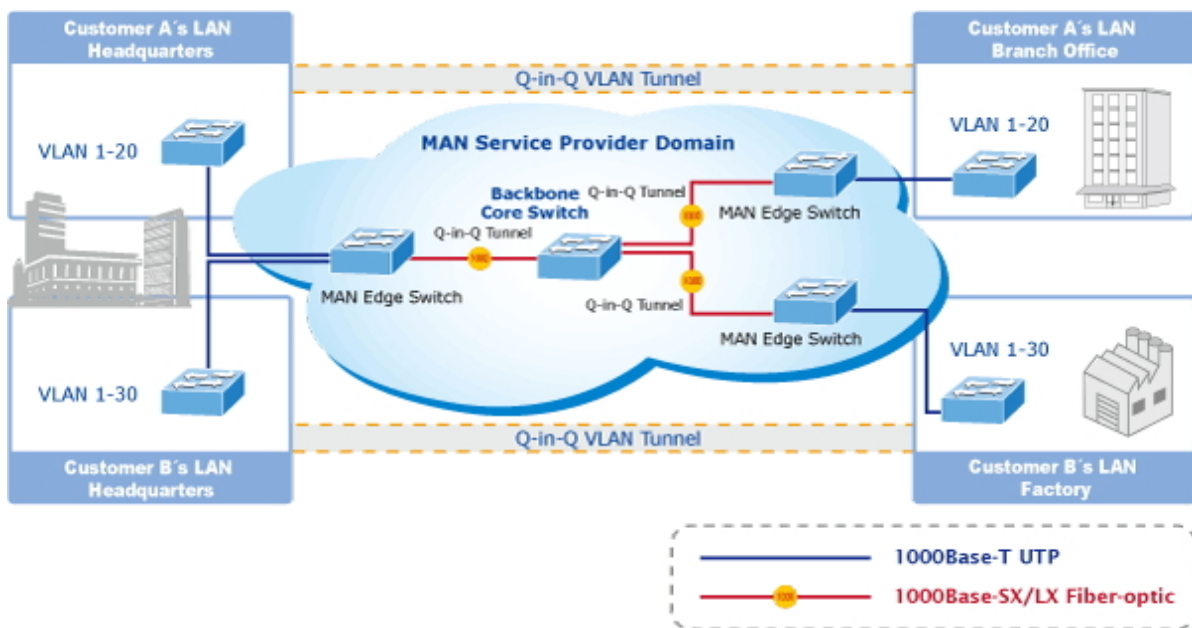 Customer A´s LAN
Headquarters
Customer A´s LAN
Branch Office
Q-in-Q VLAN Tunnel
VLAN 1-20
MAN Service Provider Domain
VLAN 1-20
Q-in-Q Tunnel
Backbone
Core Switch
MAN Edge Switch
Q-in-Q Tunnel
MAN Edge Switch
Q-in-Q Tunnel
MAN Edge Switch
VLAN 1-30
VLAN 1-30
Q-in-Q VLAN Tunnel
Customer B´s LAN
Headquarters
Customer B´s LAN
Factory
1000Base-T UTP
1000Base-SX/LX Fiber-optic